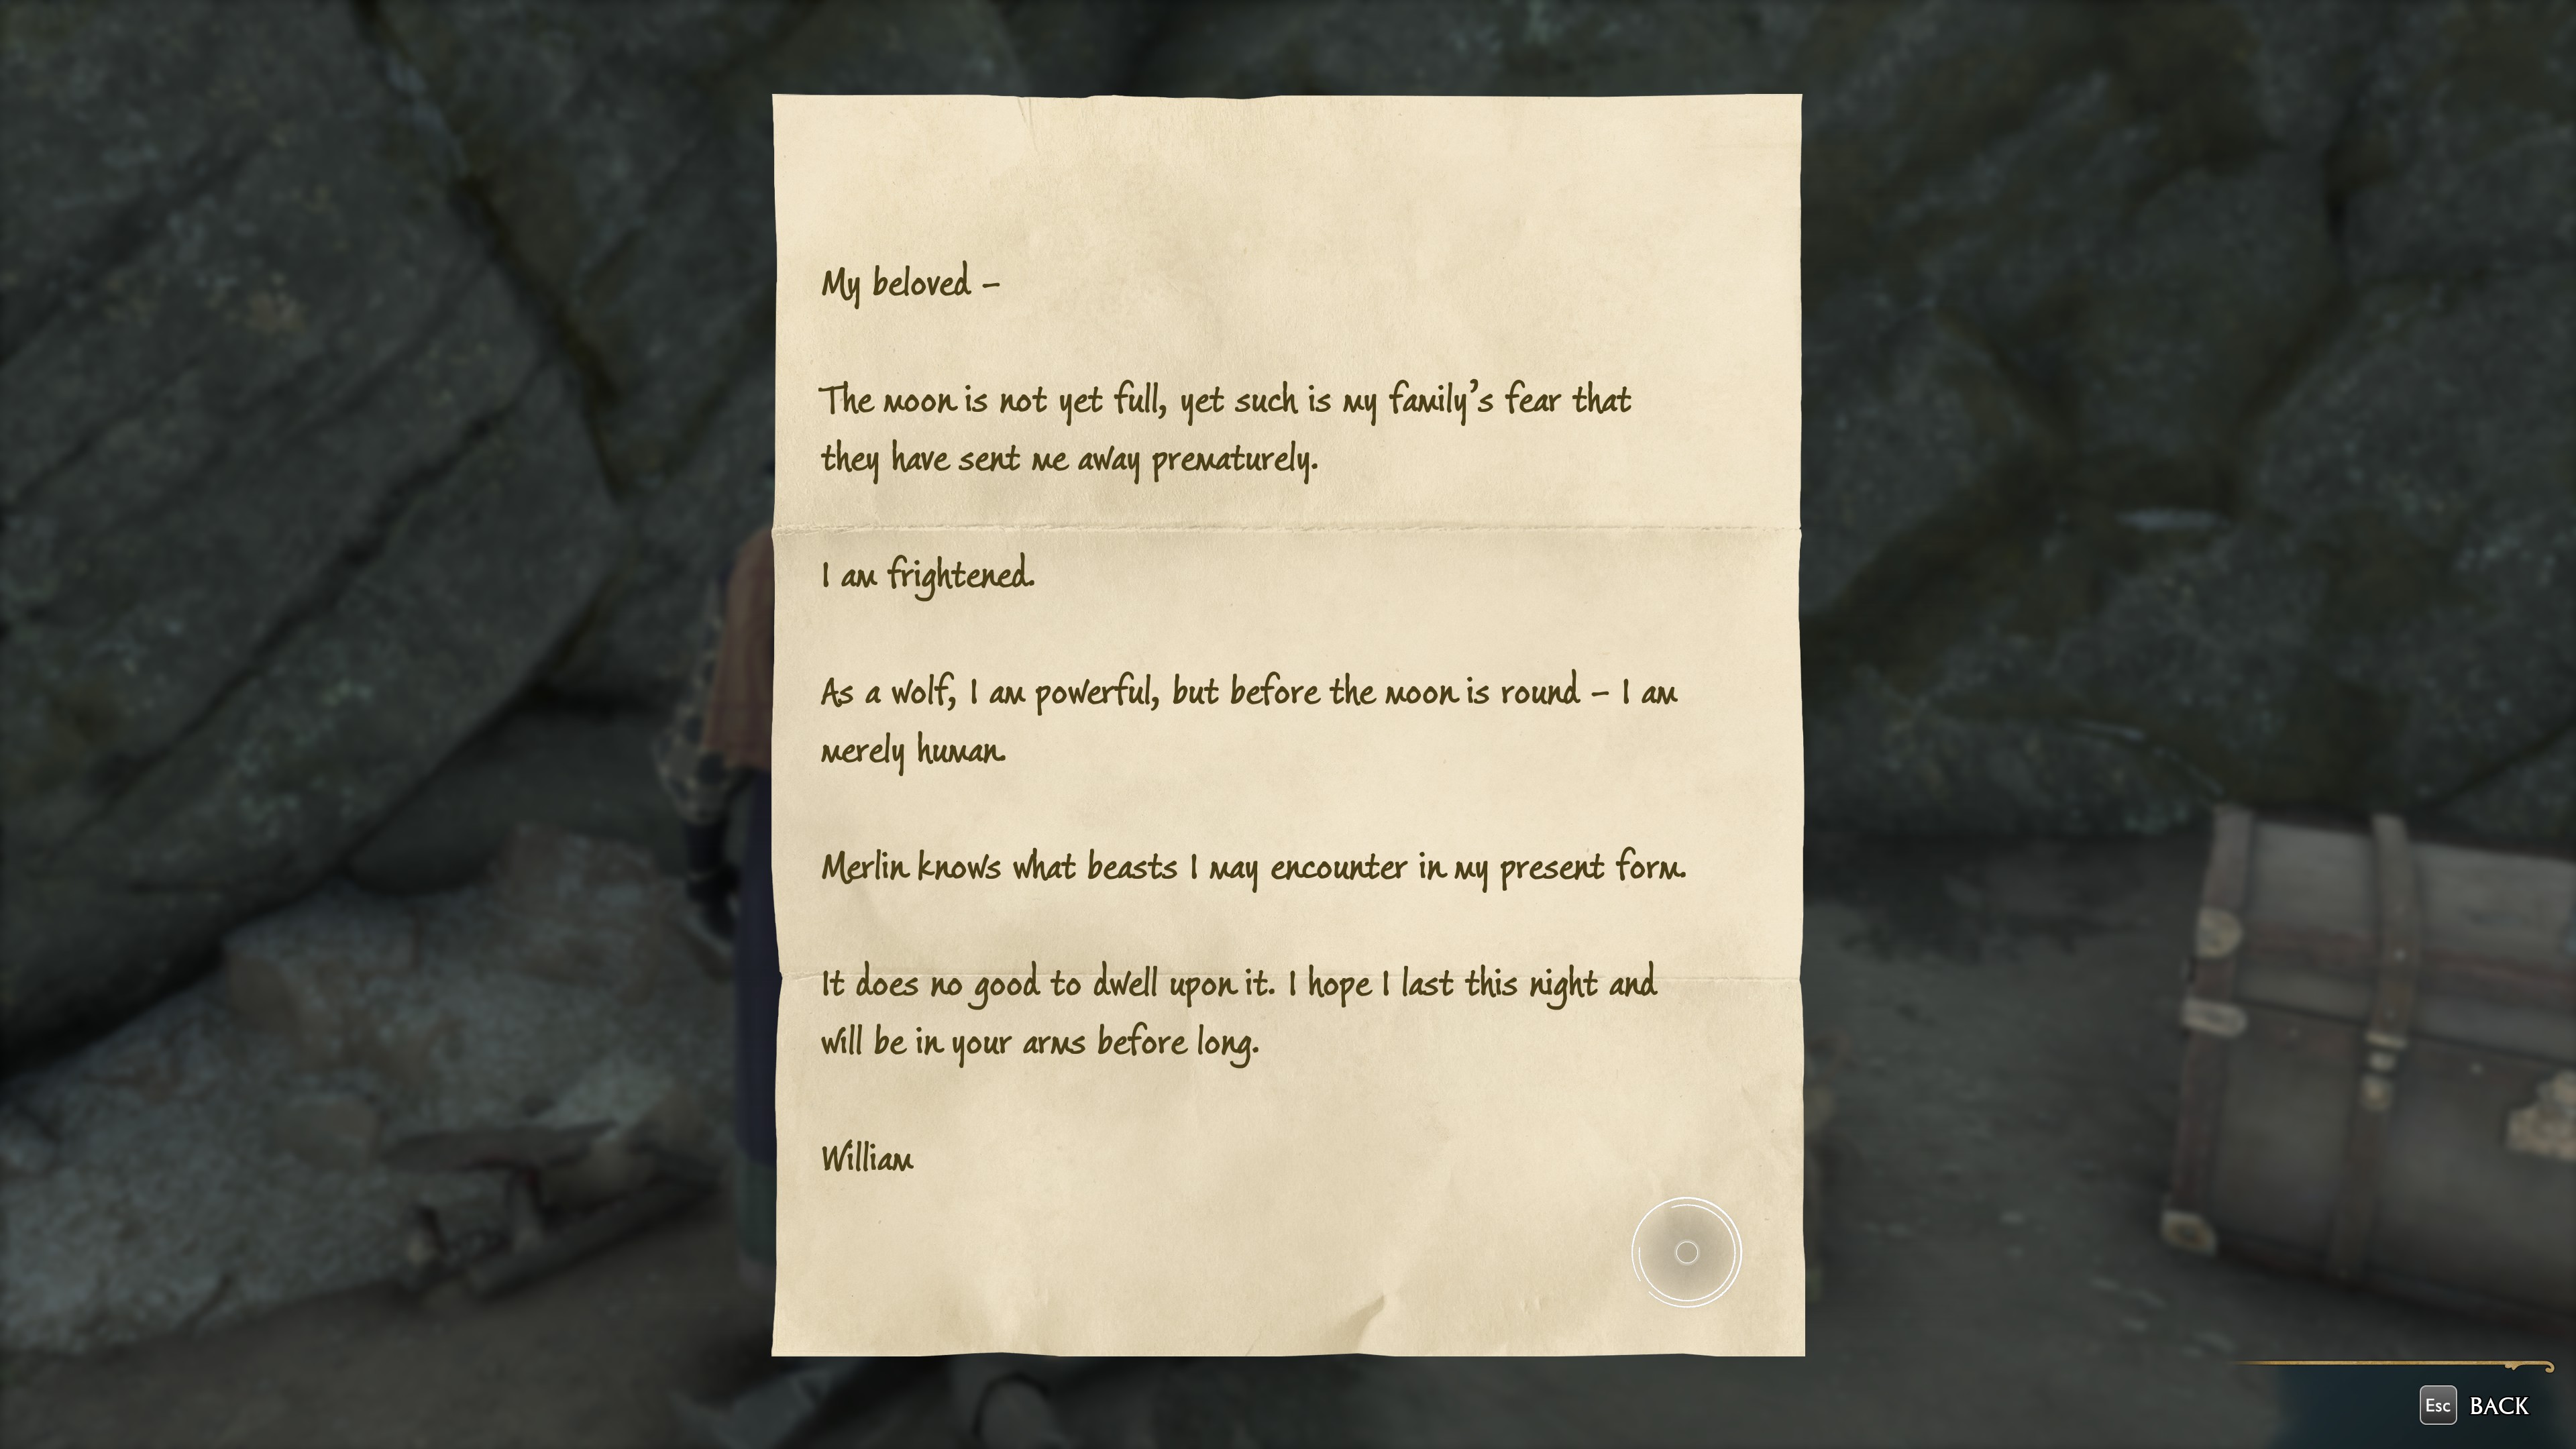 My beloved –
The moon is not yet full, yet such is my family's fear that
they have sent me away prematurely.
I am frightened.
As a wolf, I am powerful, but before the moon is round – I am
merely human.
Merlin knows what beasts I may encounter in my present form.
It does no good to dwell upon it. I hope I last this night and
will be in your arms before long.
William
Esc BACK